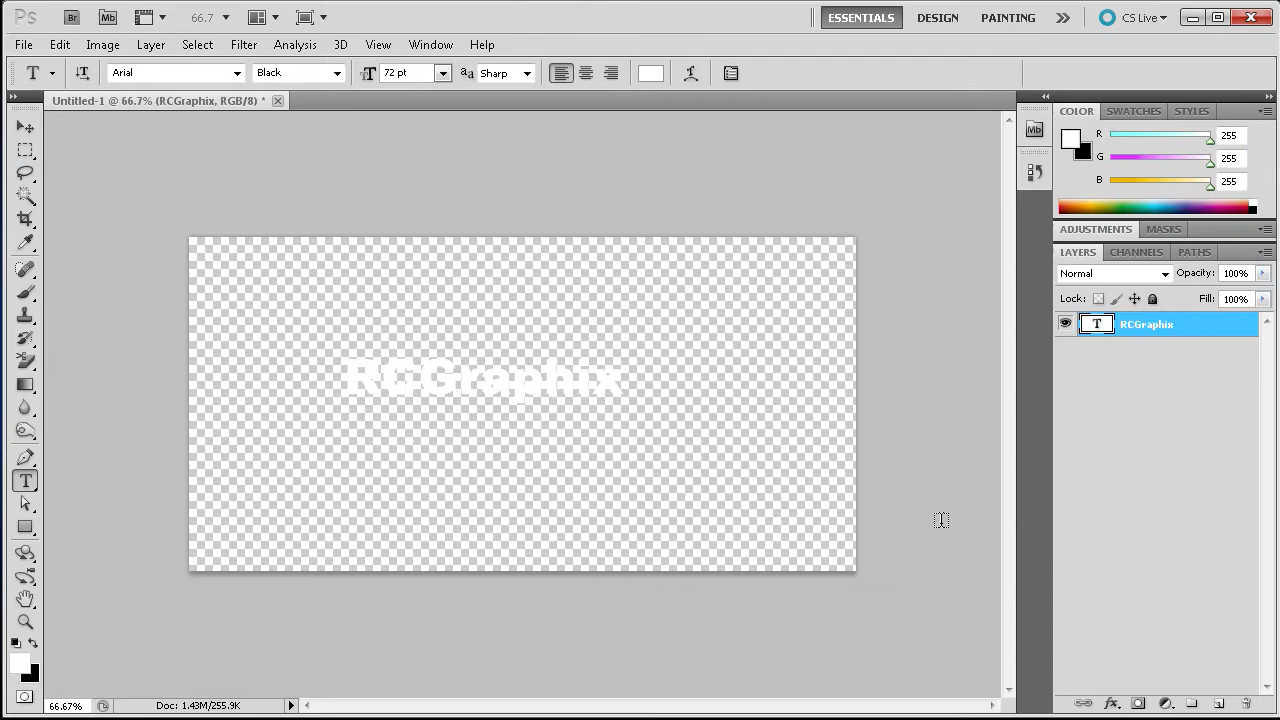 Ps Br Mb 66.7 ESSENTIALS DESIGN PAINTING CS Live
File Edit Image Layer Select Filter Analysis 3D View Window Help
T Arial Black 72 pt aa Sharp
Untitled-1 @ 66.7% (RCGraphix, RGB/8) *
COLOR SWATCHES STYLES
Mb
R 255
G 255
B 255
ADJUSTMENTS MASKS
LAYERS CHANNELS PATHS
Normal Opacity: 100%
Lock: Fill: 100%
T RCGraphix
RCGraphix
T
66.67% Doc: 1.43M/255.9K fx